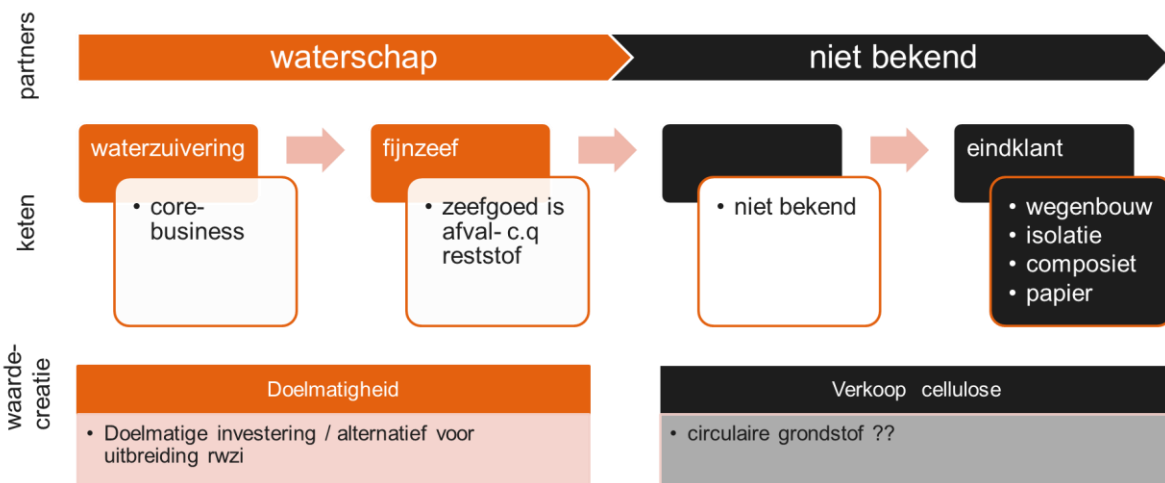 partners
waterschap
niet bekend
keten
waterzuivering
• core-
business
fijnzeef
• zeefgoed is
afval- c.q
reststof
• niet bekend
eindklant
• wegenbouw
• isolatie
• composiet
• papier
waarde-
creatie
Doelmatigheid
• Doelmatige investering / alternatief voor
uitbreiding rwzi
Verkoop cellulose
• circulaire grondstof ??